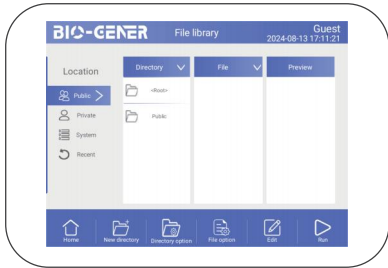 BIO-GENER
File library
Guest
2024-08-13 17:11:21
Location
Public
Private
System
Recent
Directory
<Root>
Public
File
Preview
Home
New directory
Directory option
File option
Edit
Run